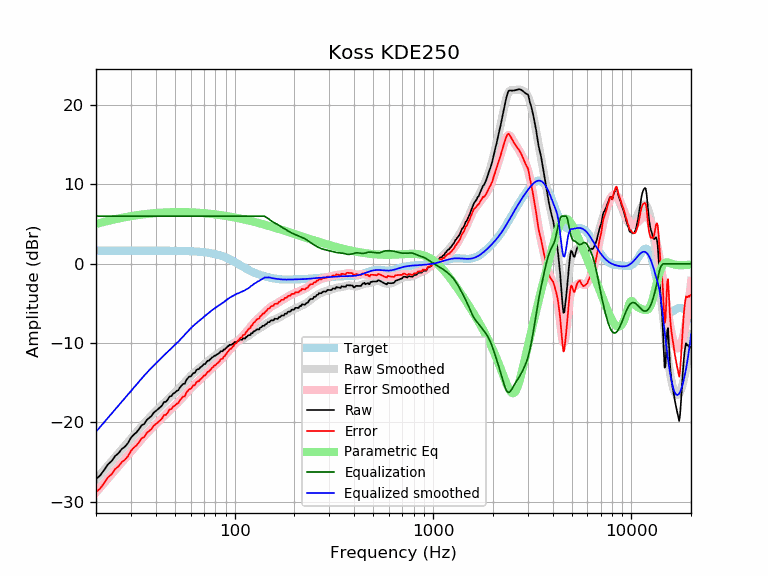 Koss KDE250
Amplitude (dBr)
20
10
0
−10
−20
−30
Target
Raw Smoothed
Error Smoothed
Raw
Error
Parametric Eq
Equalization
Equalized smoothed
100
1000
10000
Frequency (Hz)